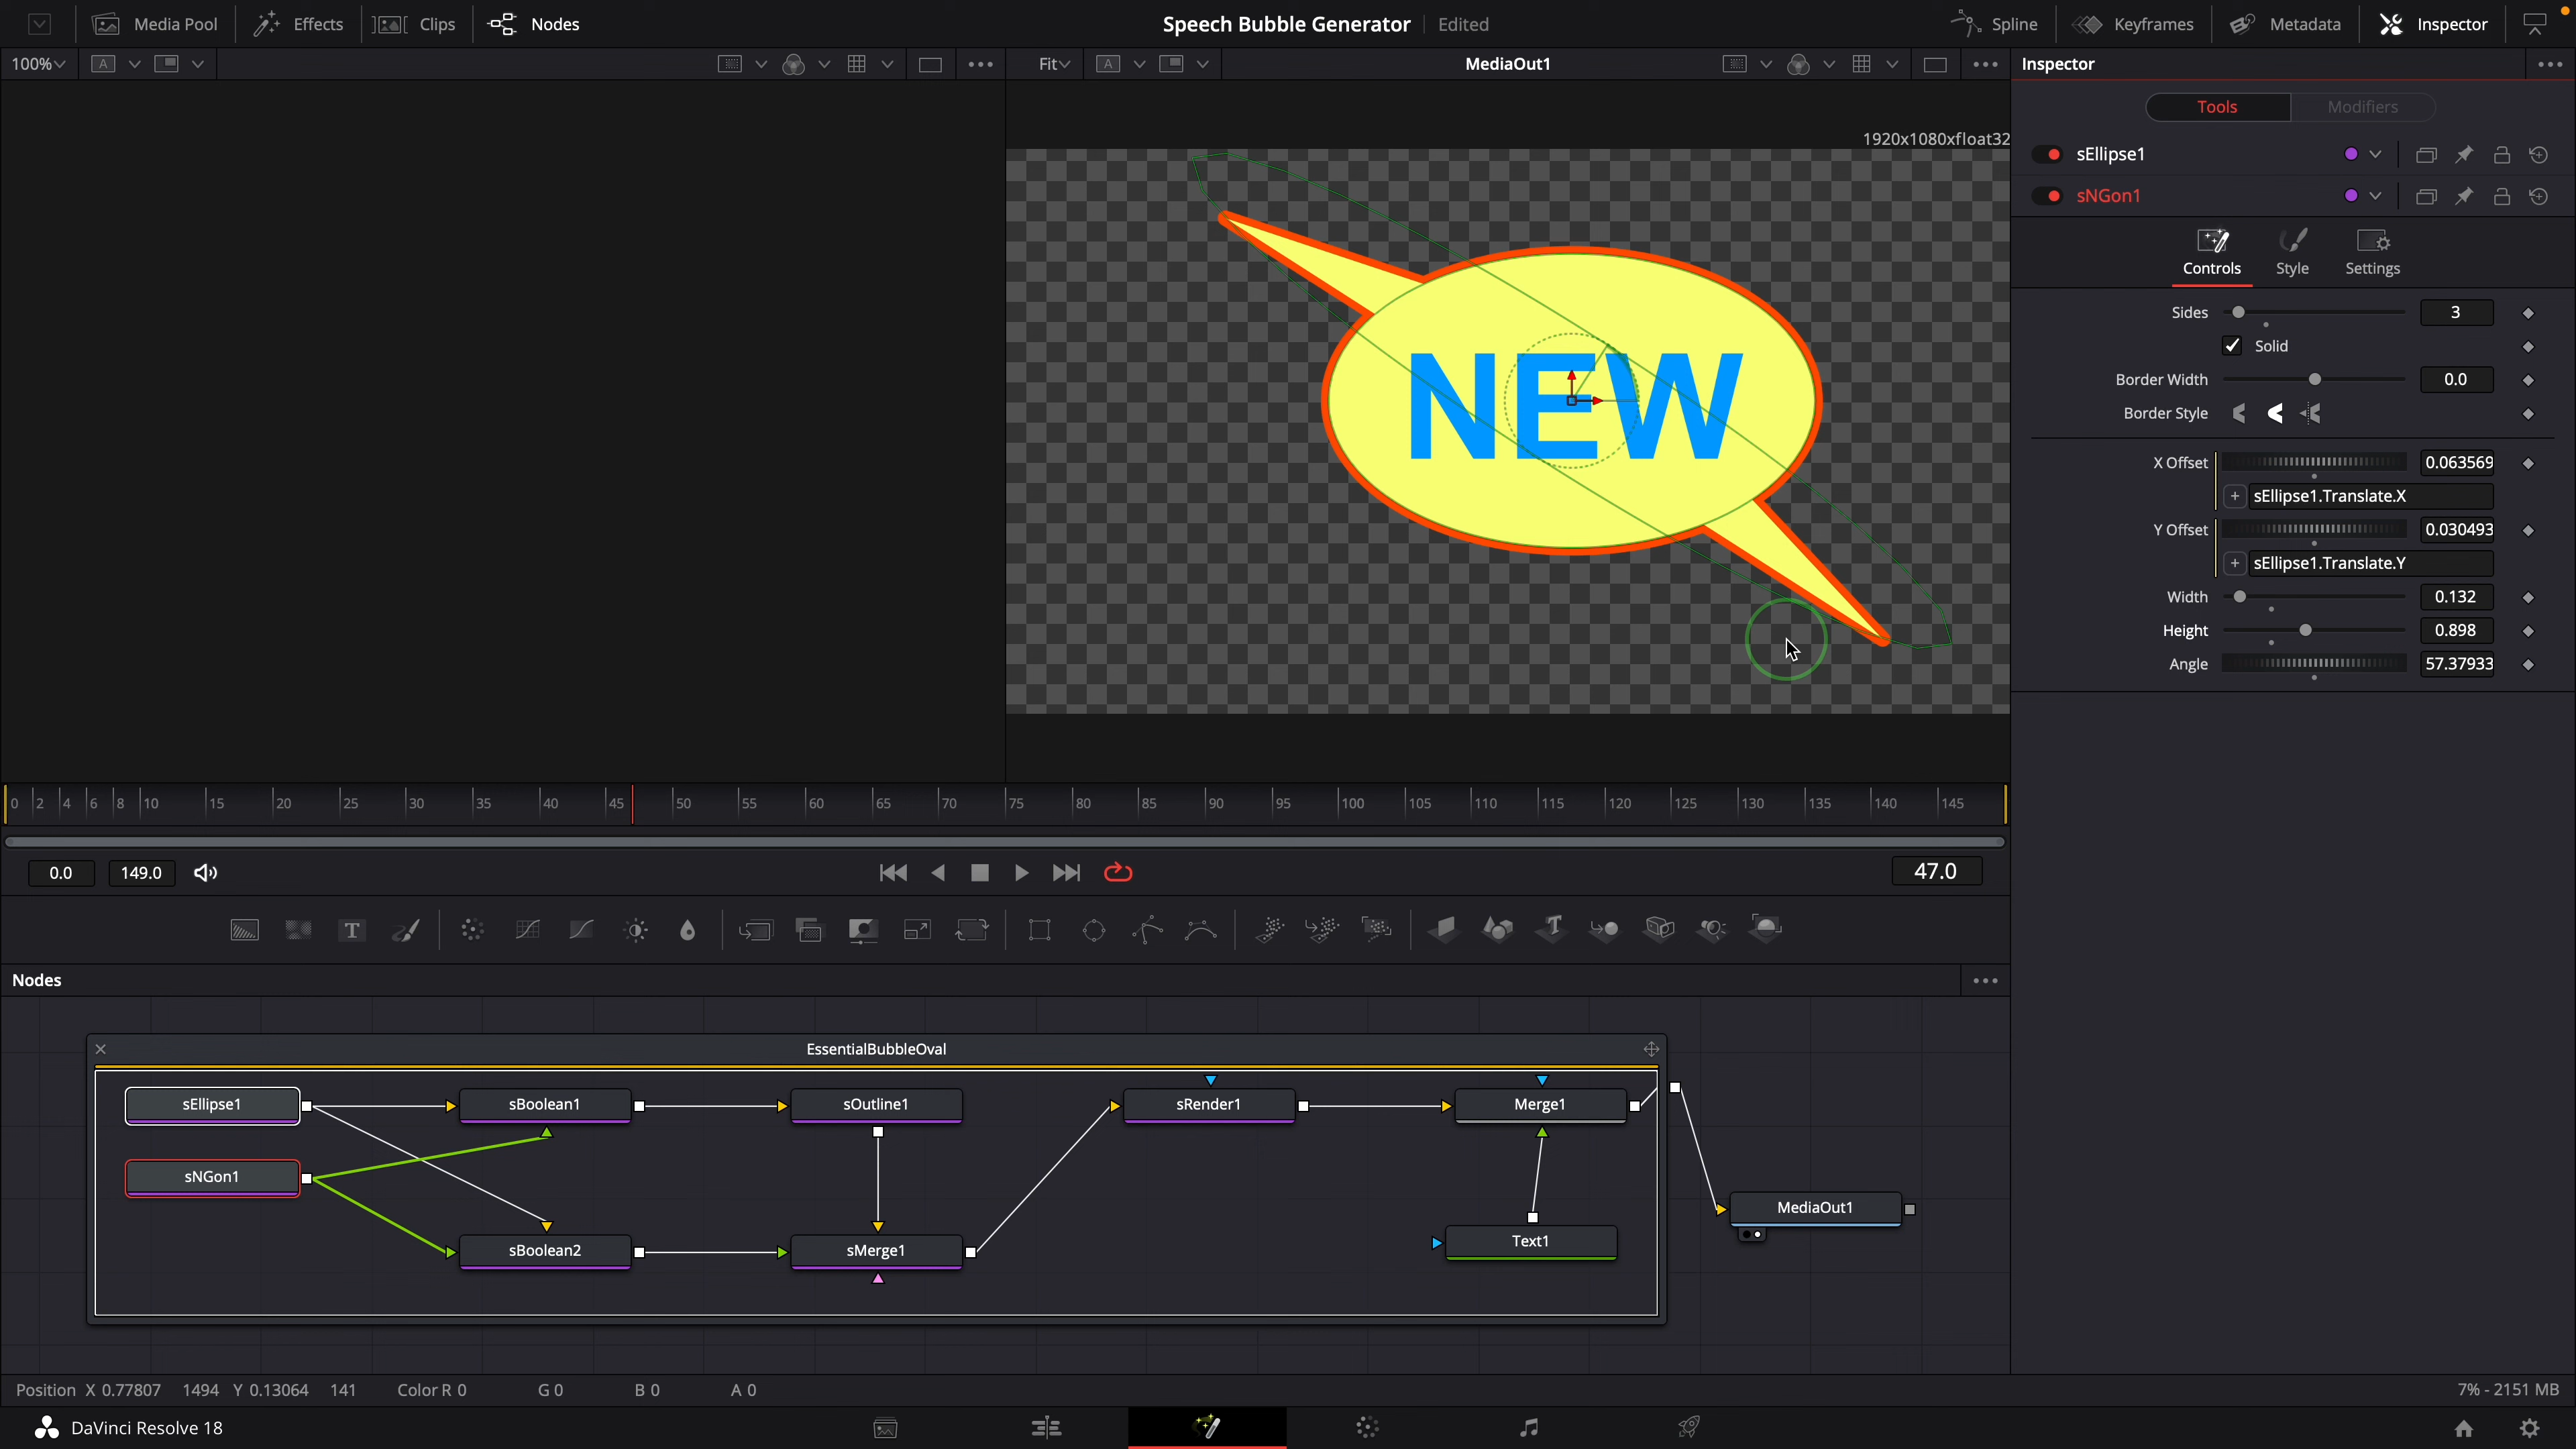 Media Pool Effects Clips Nodes Speech Bubble Generator Edited Spline Keyframes Metadata Inspector
100% A Fit A MediaOut1 Inspector
Tools Modifiers
1920x1080xfloat32
sEllipse1
sNGon1
Controls Style Settings
Sides 3
Solid
Border Width 0.0
Border Style
X Offset 0.063569
sEllipse1.Translate.X
Y Offset 0.030493
sEllipse1.Translate.Y
Width 0.132
Height 0.898
Angle 57.37933
NEW
0 2 4 6 8 10 15 20 25 30 35 40 45 50 55 60 65 70 75 80 85 90 95 100 105 110 115 120 125 130 135 140 145
0.0 149.0 47.0
T T
Nodes
EssentialBubbleOval
sEllipse1 sBoolean1 sOutline1 sRender1 Merge1
sNGon1
MediaOut1
sBoolean2 sMerge1 Text1
Position X 0.77807 1494 Y 0.13064 141 Color R 0 G 0 B 0 A 0 7% - 2151 MB
DaVinci Resolve 18